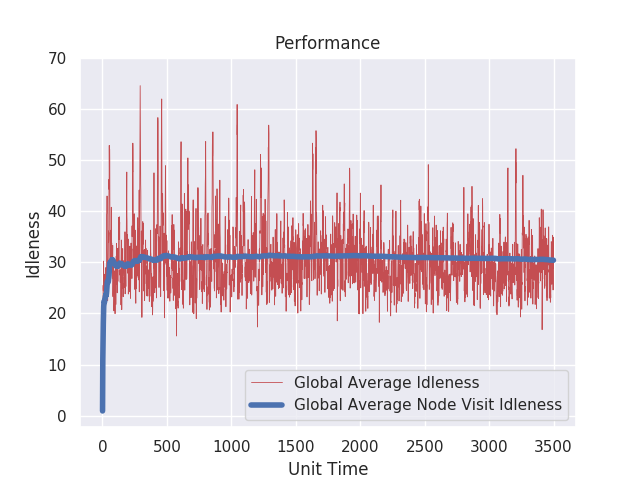 Performance
70
60
50
40
30
20
10
0
Idleness
0 500 1000 1500 2000 2500 3000 3500
Unit Time
Global Average Idleness
Global Average Node Visit Idleness